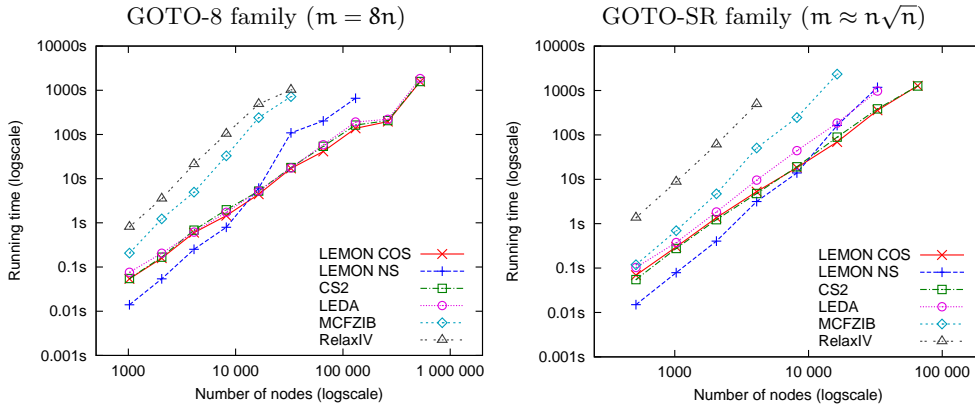 GOTO-8 family (m = 8n)
10000s
1000s
100s
10s
1s
0.1s
0.01s
0.001s
Running time (logscale)
LEMON COS
LEMON NS
CS2
LEDA
MCFZIB
RelaxIV
1000
10 000
100 000
1 000 000
Number of nodes (logscale)
GOTO-SR family (m ≈ n√n)
10000s
1000s
100s
10s
1s
0.1s
0.01s
0.001s
Running time (logscale)
LEMON COS
LEMON NS
CS2
LEDA
MCFZIB
RelaxIV
1000
10 000
100 000
Number of nodes (logscale)